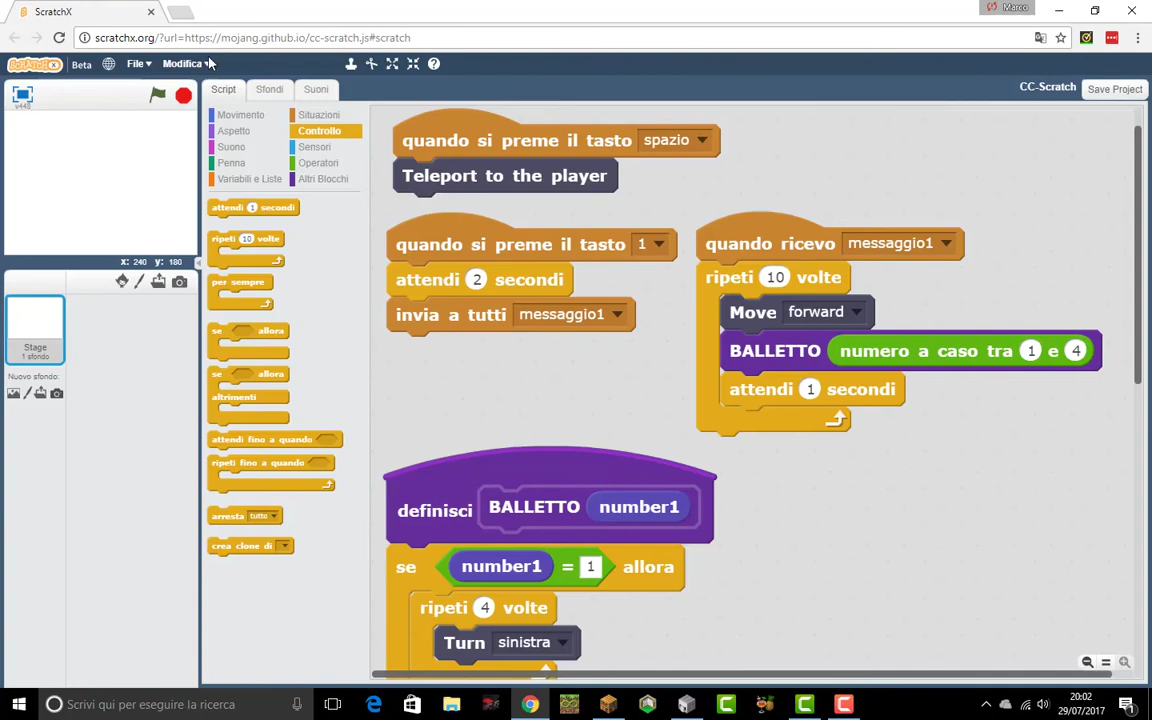 ScratchX
Marco
scratchx.org/?url=https://mojang.github.io/cc-scratch.js#scratch
Beta
File
Modifica
v448
Script
Sfondi
Suoni
CC-Scratch
Save Project
Movimento
Situazioni
Aspetto
Controllo
Suono
Sensori
Penna
Operatori
Variabili e Liste
Altri Blocchi
attendi 1 secondi
ripeti 10 volte
per sempre
se allora
se allora
altrimenti
attendi fino a quando
ripeti fino a quando
arresta tutto
crea clone di
x: 240 y: 180
Stage
1 sfondo
Nuovo sfondo:
quando si preme il tasto spazio
Teleport to the player
quando si preme il tasto 1
attendi 2 secondi
invia a tutti messaggio1
quando ricevo messaggio1
ripeti 10 volte
Move forward
BALLETTO numero a caso tra 1 e 4
attendi 1 secondi
definisci BALLETTO number1
se number1 = 1 allora
ripeti 4 volte
Turn sinistra
Scrivi qui per eseguire la ricerca
20:02
29/07/2017
1